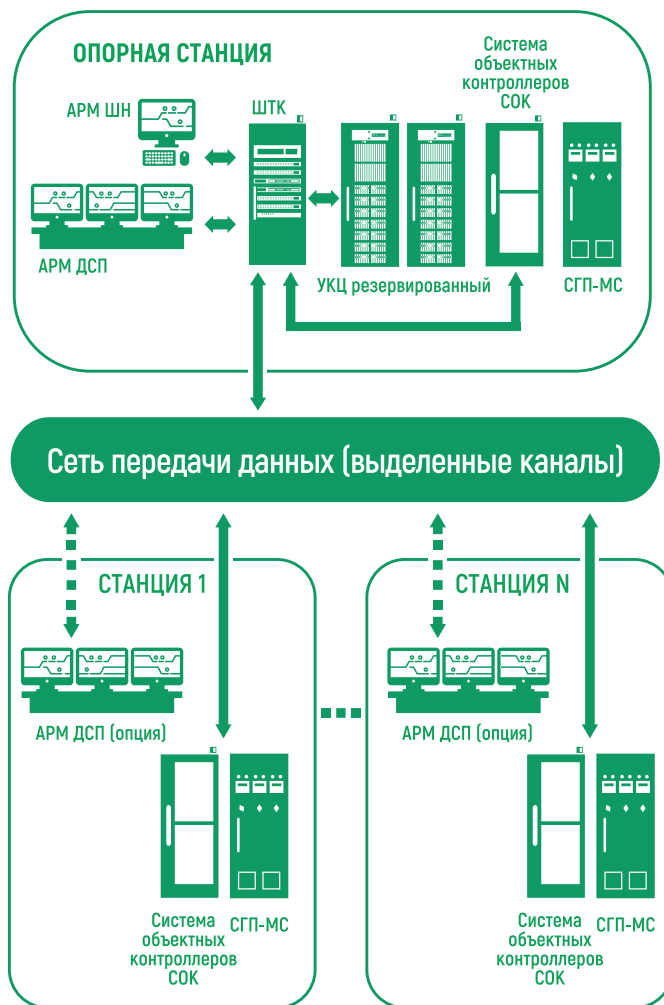 ОПОРНАЯ СТАНЦИЯ
Система
объектных
контроллеров
СОК
АРМ ШН
ШТК
АРМ ДСП
УКЦ резервированный
СГП-МС
Сеть передачи данных (выделенные каналы)
СТАНЦИЯ 1
АРМ ДСП (опция)
Система
объектных
контроллеров
СОК
СГП-МС
СТАНЦИЯ N
АРМ ДСП (опция)
Система
объектных
контроллеров
СОК
СГП-МС